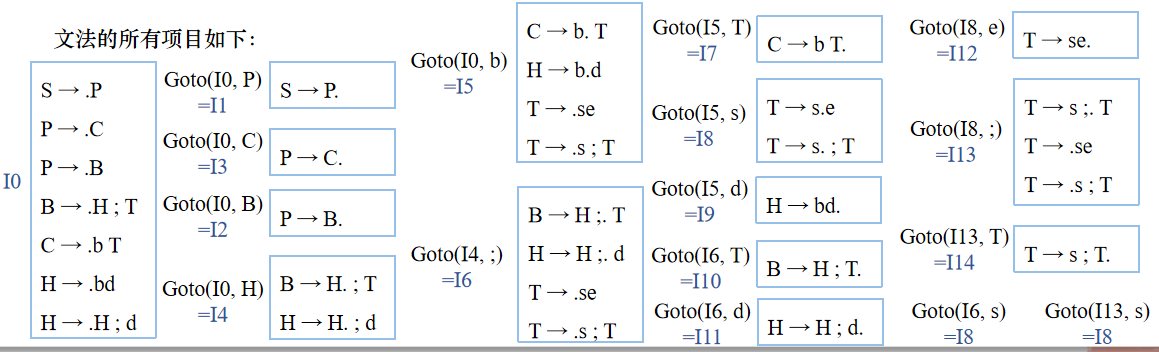 文法的所有项目如下：
I0
S → .P
P → .C
P → .B
B → .H ; T
C → .b T
H → .bd
H → .H ; d
Goto(I0, P)
=I1
S → P.
Goto(I0, C)
=I3
P → C.
Goto(I0, B)
=I2
P → B.
Goto(I0, H)
=I4
B → H. ; T
H → H. ; d
Goto(I0, b)
=I5
C → b. T
H → b.d
T → .se
T → .s ; T
Goto(I4, ;)
=I6
B → H ;. T
H → H ;. d
T → .se
T → .s ; T
Goto(I5, T)
=I7
C → b T.
Goto(I5, s)
=I8
T → s.e
T → s. ; T
Goto(I5, d)
=I9
H → bd.
Goto(I6, T)
=I10
B → H ; T.
Goto(I6, d)
=I11
H → H ; d.
Goto(I8, e)
=I12
T → se.
Goto(I8, ;)
=I13
T → s ;. T
T → .se
T → .s ; T
Goto(I13, T)
=I14
T → s ; T.
Goto(I6, s)
=I8
Goto(I13, s)
=I8